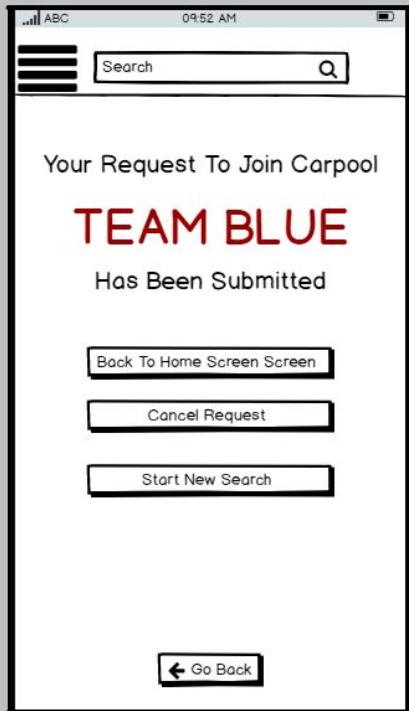 ABC 09:52 AM
Search
Your Request To Join Carpool
TEAM BLUE
Has Been Submitted
Back To Home Screen Screen
Cancel Request
Start New Search
Go Back